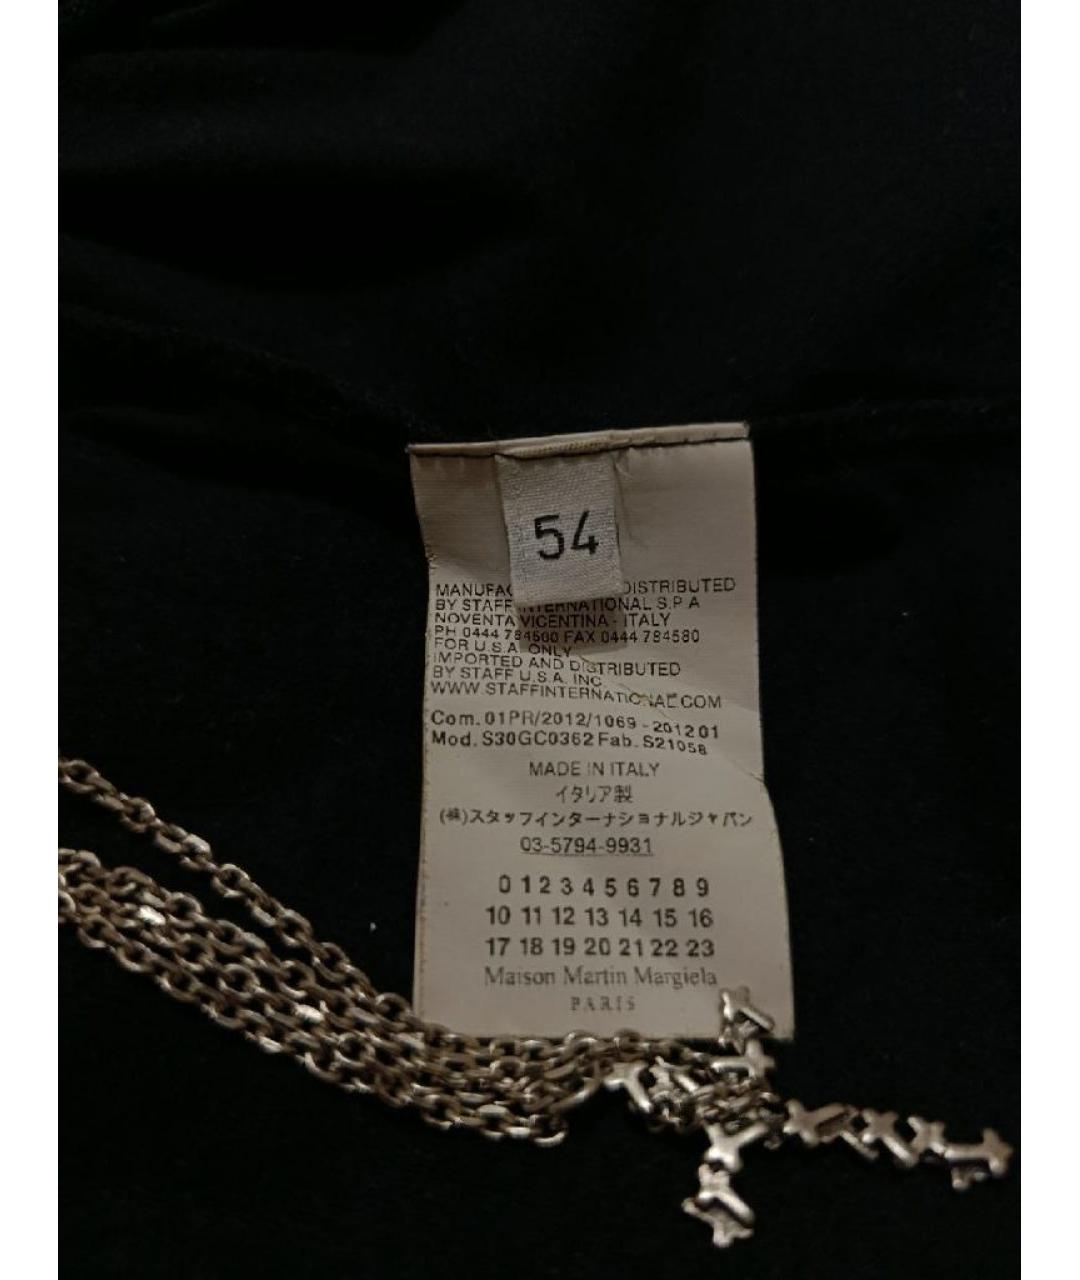 54
MANUFAC DISTRIBUTED
BY STAFF INTERNATIONAL S.P.A
NOVENTA VICENTINA - ITALY
PH 0444 784500 FAX 0444 784580
FOR U.S.A. ONLY
IMPORTED AND DISTRIBUTED
BY STAFF U.S.A. INC.
WWW.STAFFINTERNATIONAL.COM
Com. 01PR/2012/1069 - 201201
Mod. S30GC0362 Fab. S21058
MADE IN ITALY
イタリア製
(株)スタッフインターナショナルジャパン
03-5794-9931
0 1 2 3 4 5 6 7 8 9
10 11 12 13 14 15 16
17 18 19 20 21 22 23
Maison Martin Margiela
PARIS